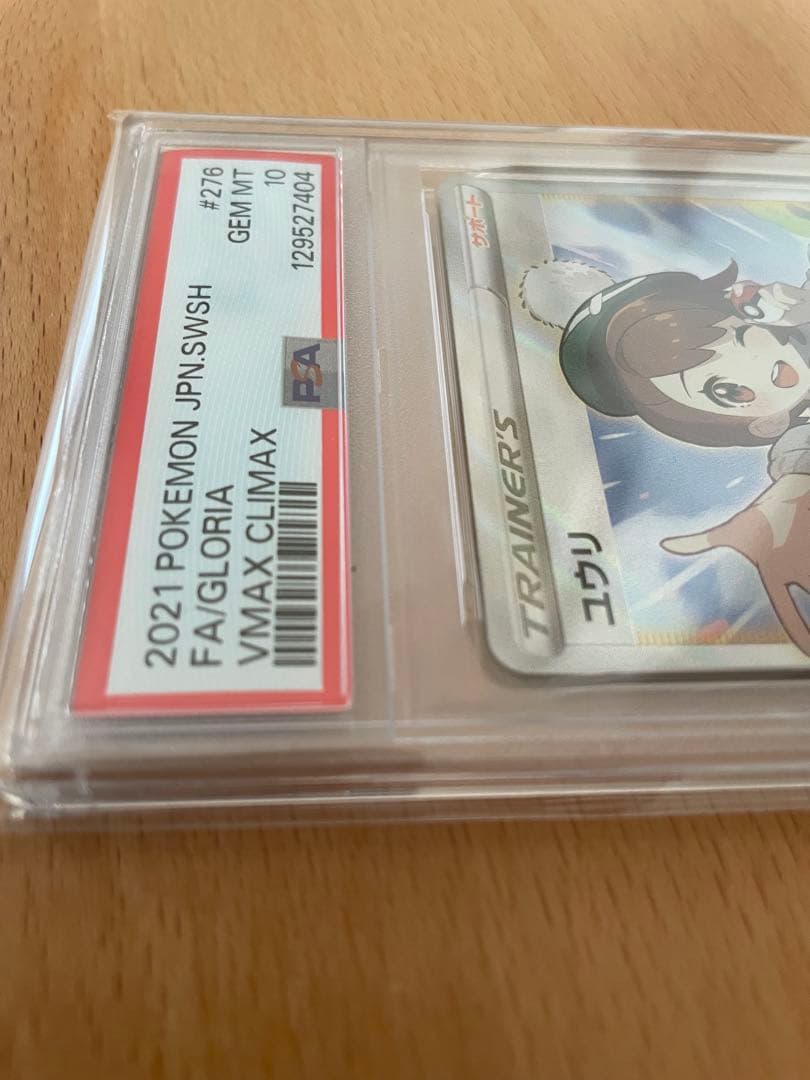 2021 POKEMON JPN.SWSH #276
FA/GLORIA GEM MT
VMAX CLIMAX 10
129527404
PSA
サポート
TRAINER'S
ユウリ